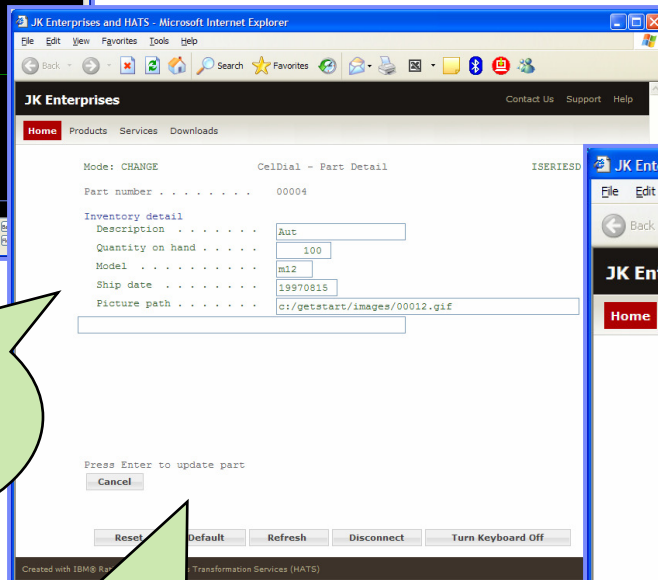 JK Enterprises and HATS - Microsoft Internet Explorer
File Edit View Favorites Tools Help
Back Search Favorites
JK Enterprises
Contact Us Support Help
Home Products Services Downloads
Mode: CHANGE CelDial - Part Detail ISERIESD
Part number . . . . . . . . 00004
Inventory detail
Description . . . . . . . Aut
Quantity on hand . . . . . 100
Model . . . . . . . . . m12
Ship date . . . . . . . . 19970815
Picture path . . . . . . . c:/getstart/images/00012.gif
Press Enter to update part
Cancel
Reset Default Refresh Disconnect Turn Keyboard Off
Created with IBM® Transformation Services (HATS)
JK Ent
File Edit
Back
JK En
Home